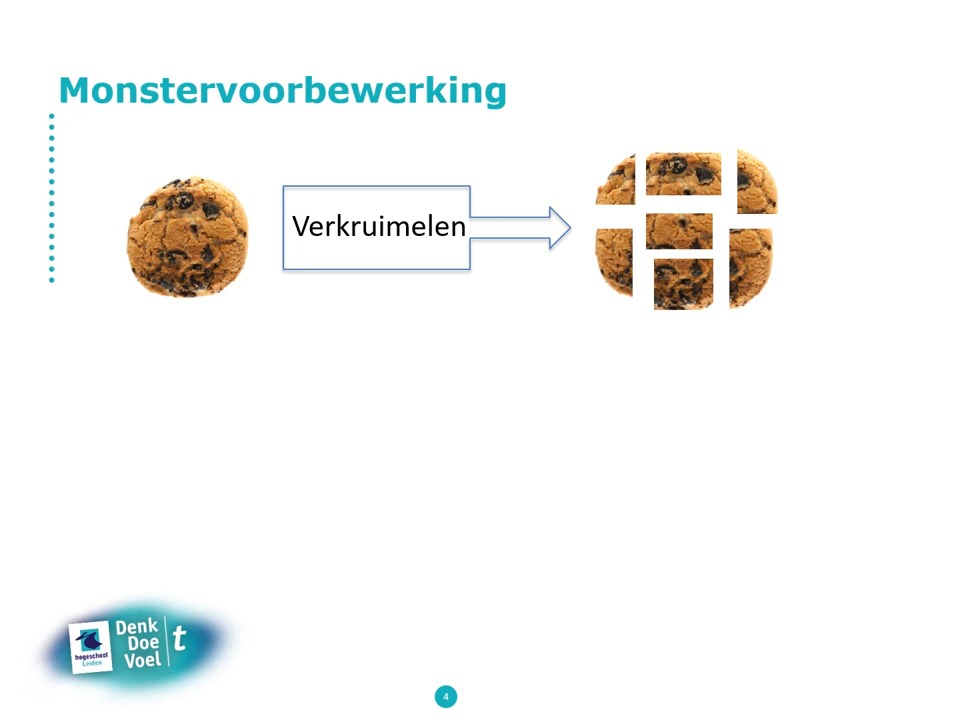 Monstervoorbewerking
Verkruimelen
Denk
Doe
Voel
t
hogeschool
Leiden
4